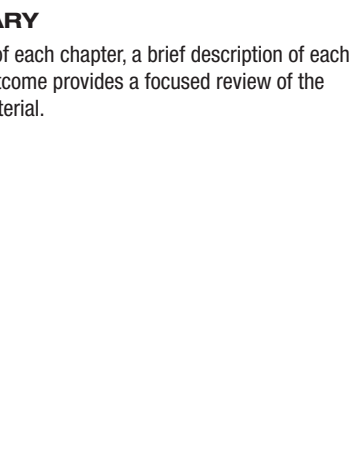 ARY
of each chapter, a brief description of each
tcome provides a focused review of the
terial.